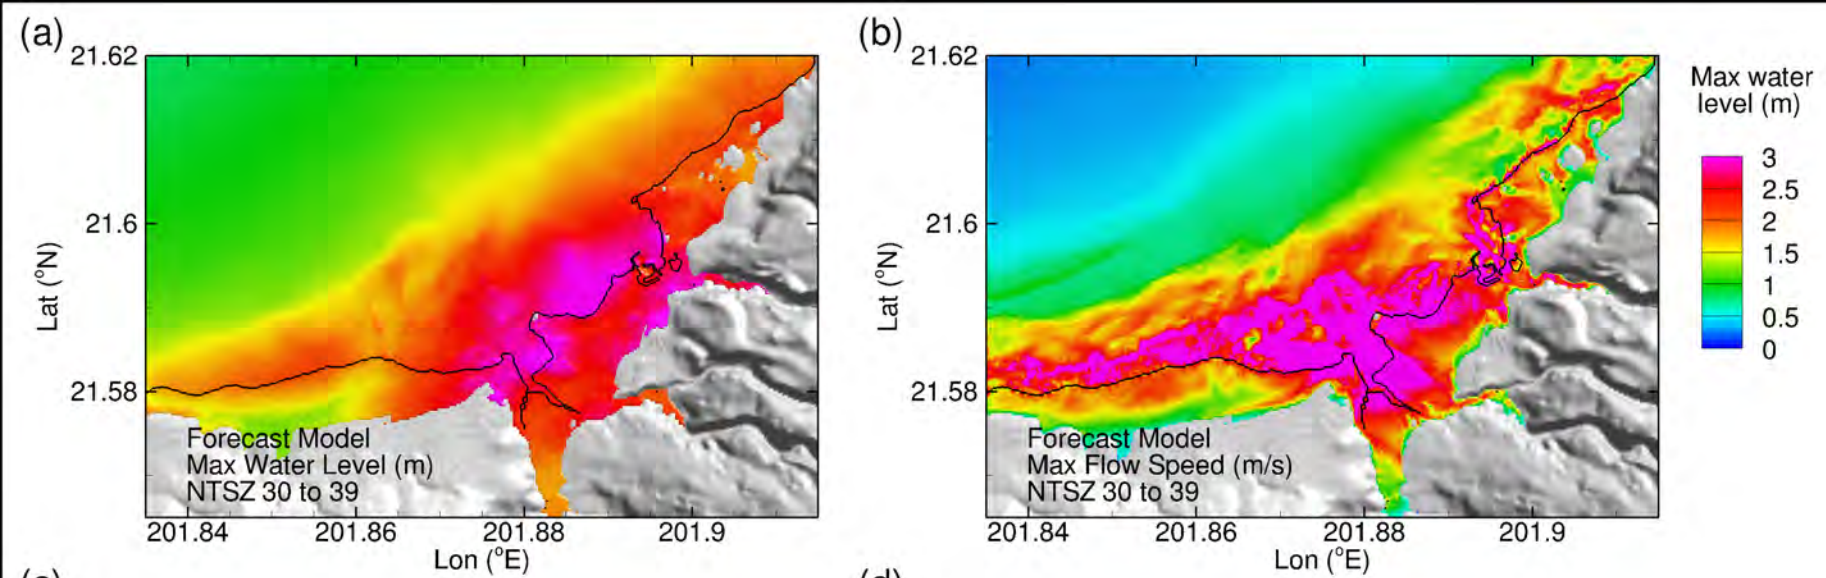 (a)
21.62
21.6
21.58
Lat (°N)
Forecast Model
Max Water Level (m)
NTSZ 30 to 39
201.84
201.86
201.88
201.9
Lon (°E)
(b)
21.62
21.6
21.58
Lat (°N)
Forecast Model
Max Flow Speed (m/s)
NTSZ 30 to 39
201.84
201.86
201.88
201.9
Lon (°E)
Max water
level (m)
3
2.5
2
1.5
1
0.5
0